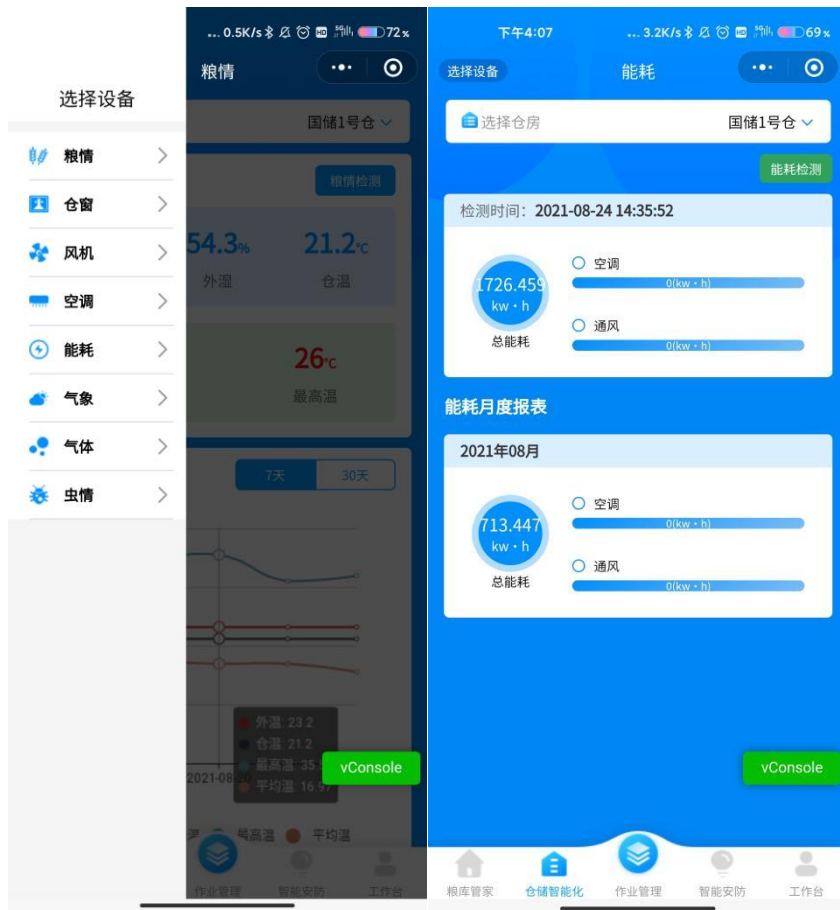 ... 0.5K/s HD 5G 72%
粮情
选择设备
国储1号仓
粮情
仓窗
风机
空调
能耗
气象
气体
虫情
粮情检测
54.3%
21.2℃
外湿
仓温
26℃
最高温
7天
30天
外温: 23.2
仓温: 21.2
最高温: 35.
平均温: 16.97
2021-08-20
vConsole
最高温
平均温
作业管理
智能安防
工作台
下午4:07
... 3.2K/s HD 5G 69%
选择设备
能耗
选择仓房
国储1号仓
能耗检测
检测时间: 2021-08-24 14:35:52
1726.459
kw·h
总能耗
空调
0(kw·h)
通风
0(kw·h)
能耗月度报表
2021年08月
713.447
kw·h
总能耗
空调
0(kw·h)
通风
0(kw·h)
vConsole
粮库管家
仓储智能化
作业管理
智能安防
工作台